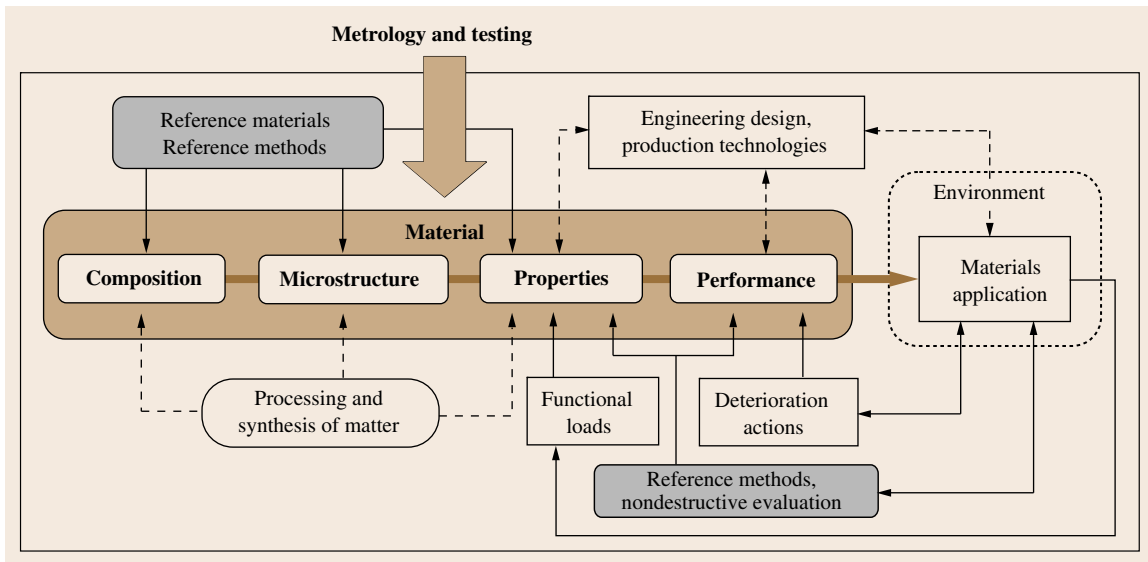 Metrology and testing
Reference materials
Reference methods
Engineering design,
production technologies
Environment
Material
Composition
Microstructure
Properties
Performance
Materials
application
Processing and
synthesis of matter
Functional
loads
Deterioration
actions
Reference methods,
nondestructive evaluation